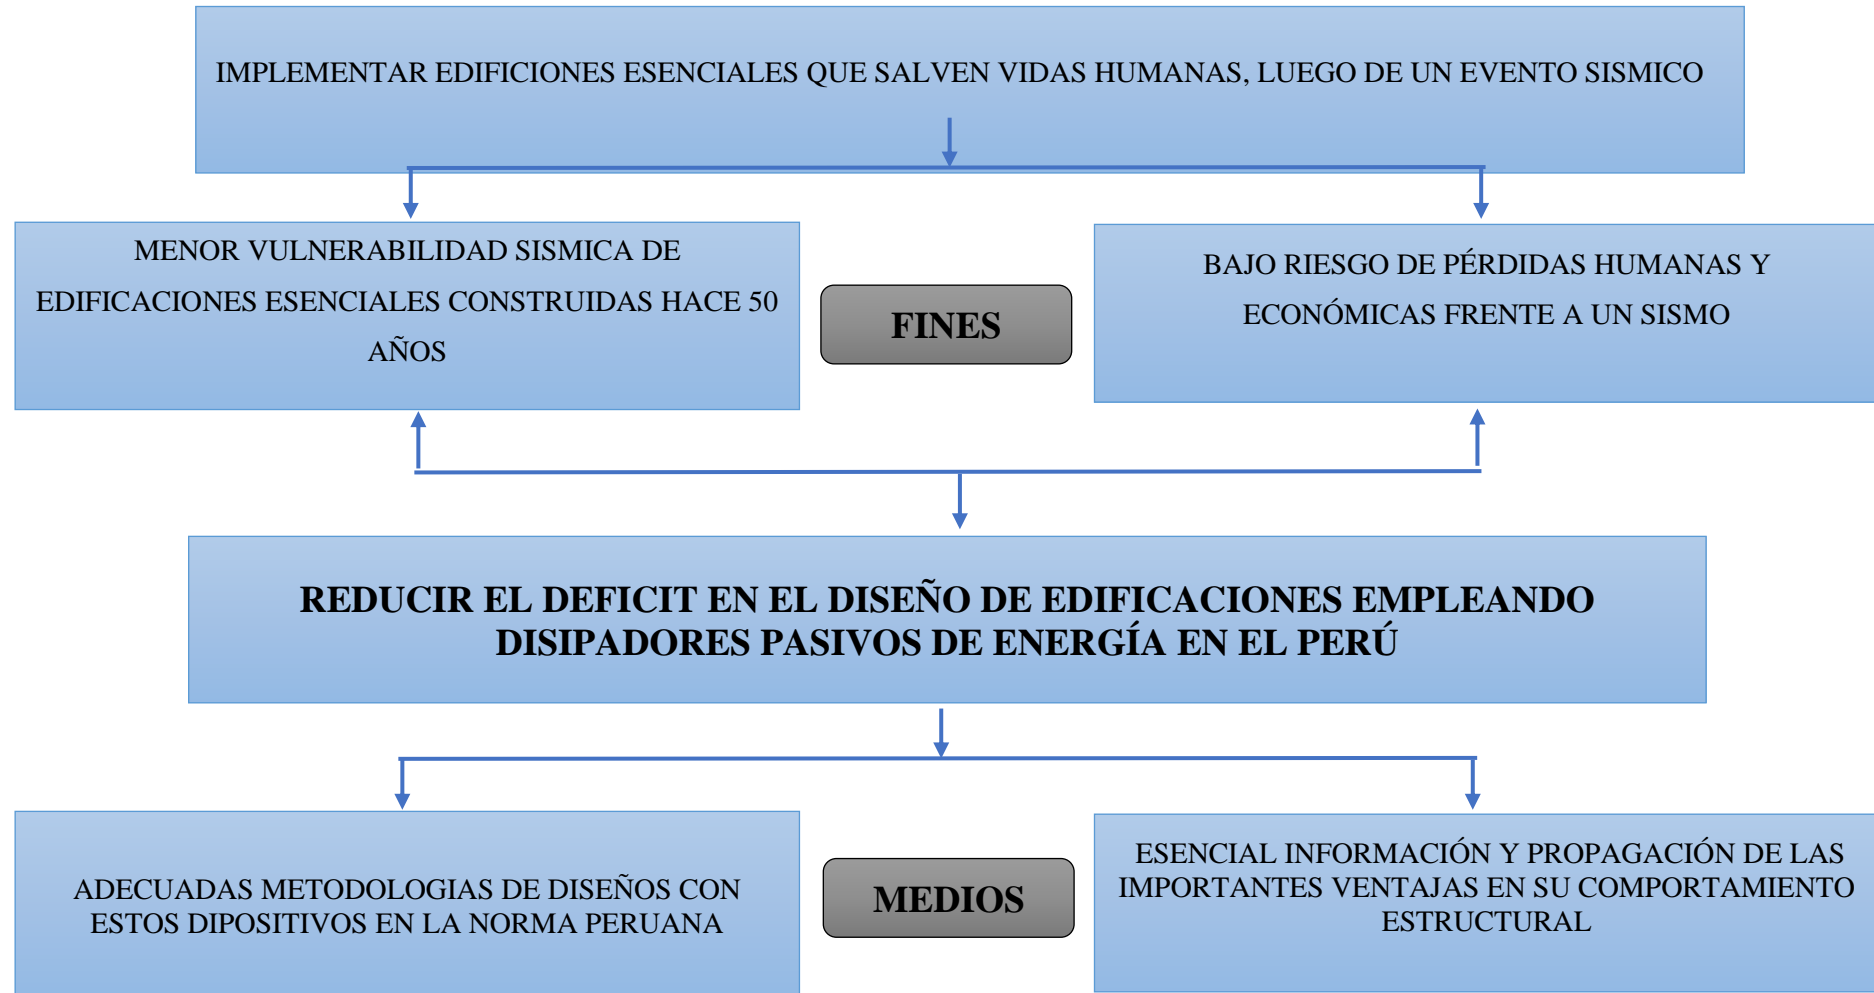 IMPLEMENTAR EDIFICIONES ESENCIALES QUE SALVEN VIDAS HUMANAS, LUEGO DE UN EVENTO SISMICO
MENOR VULNERABILIDAD SISMICA DE
EDIFICACIONES ESENCIALES CONSTRUIDAS HACE 50
AÑOS
FINES
BAJO RIESGO DE PÉRDIDAS HUMANAS Y
ECONÓMICAS FRENTE A UN SISMO
REDUCIR EL DEFICIT EN EL DISEÑO DE EDIFICACIONES EMPLEANDO
DISIPADORES PASIVOS DE ENERGÍA EN EL PERÚ
ADECUADAS METODOLOGIAS DE DISEÑOS CON
ESTOS DIPOSITIVOS EN LA NORMA PERUANA
MEDIOS
ESENCIAL INFORMACIÓN Y PROPAGACIÓN DE LAS
IMPORTANTES VENTAJAS EN SU COMPORTAMIENTO
ESTRUCTURAL